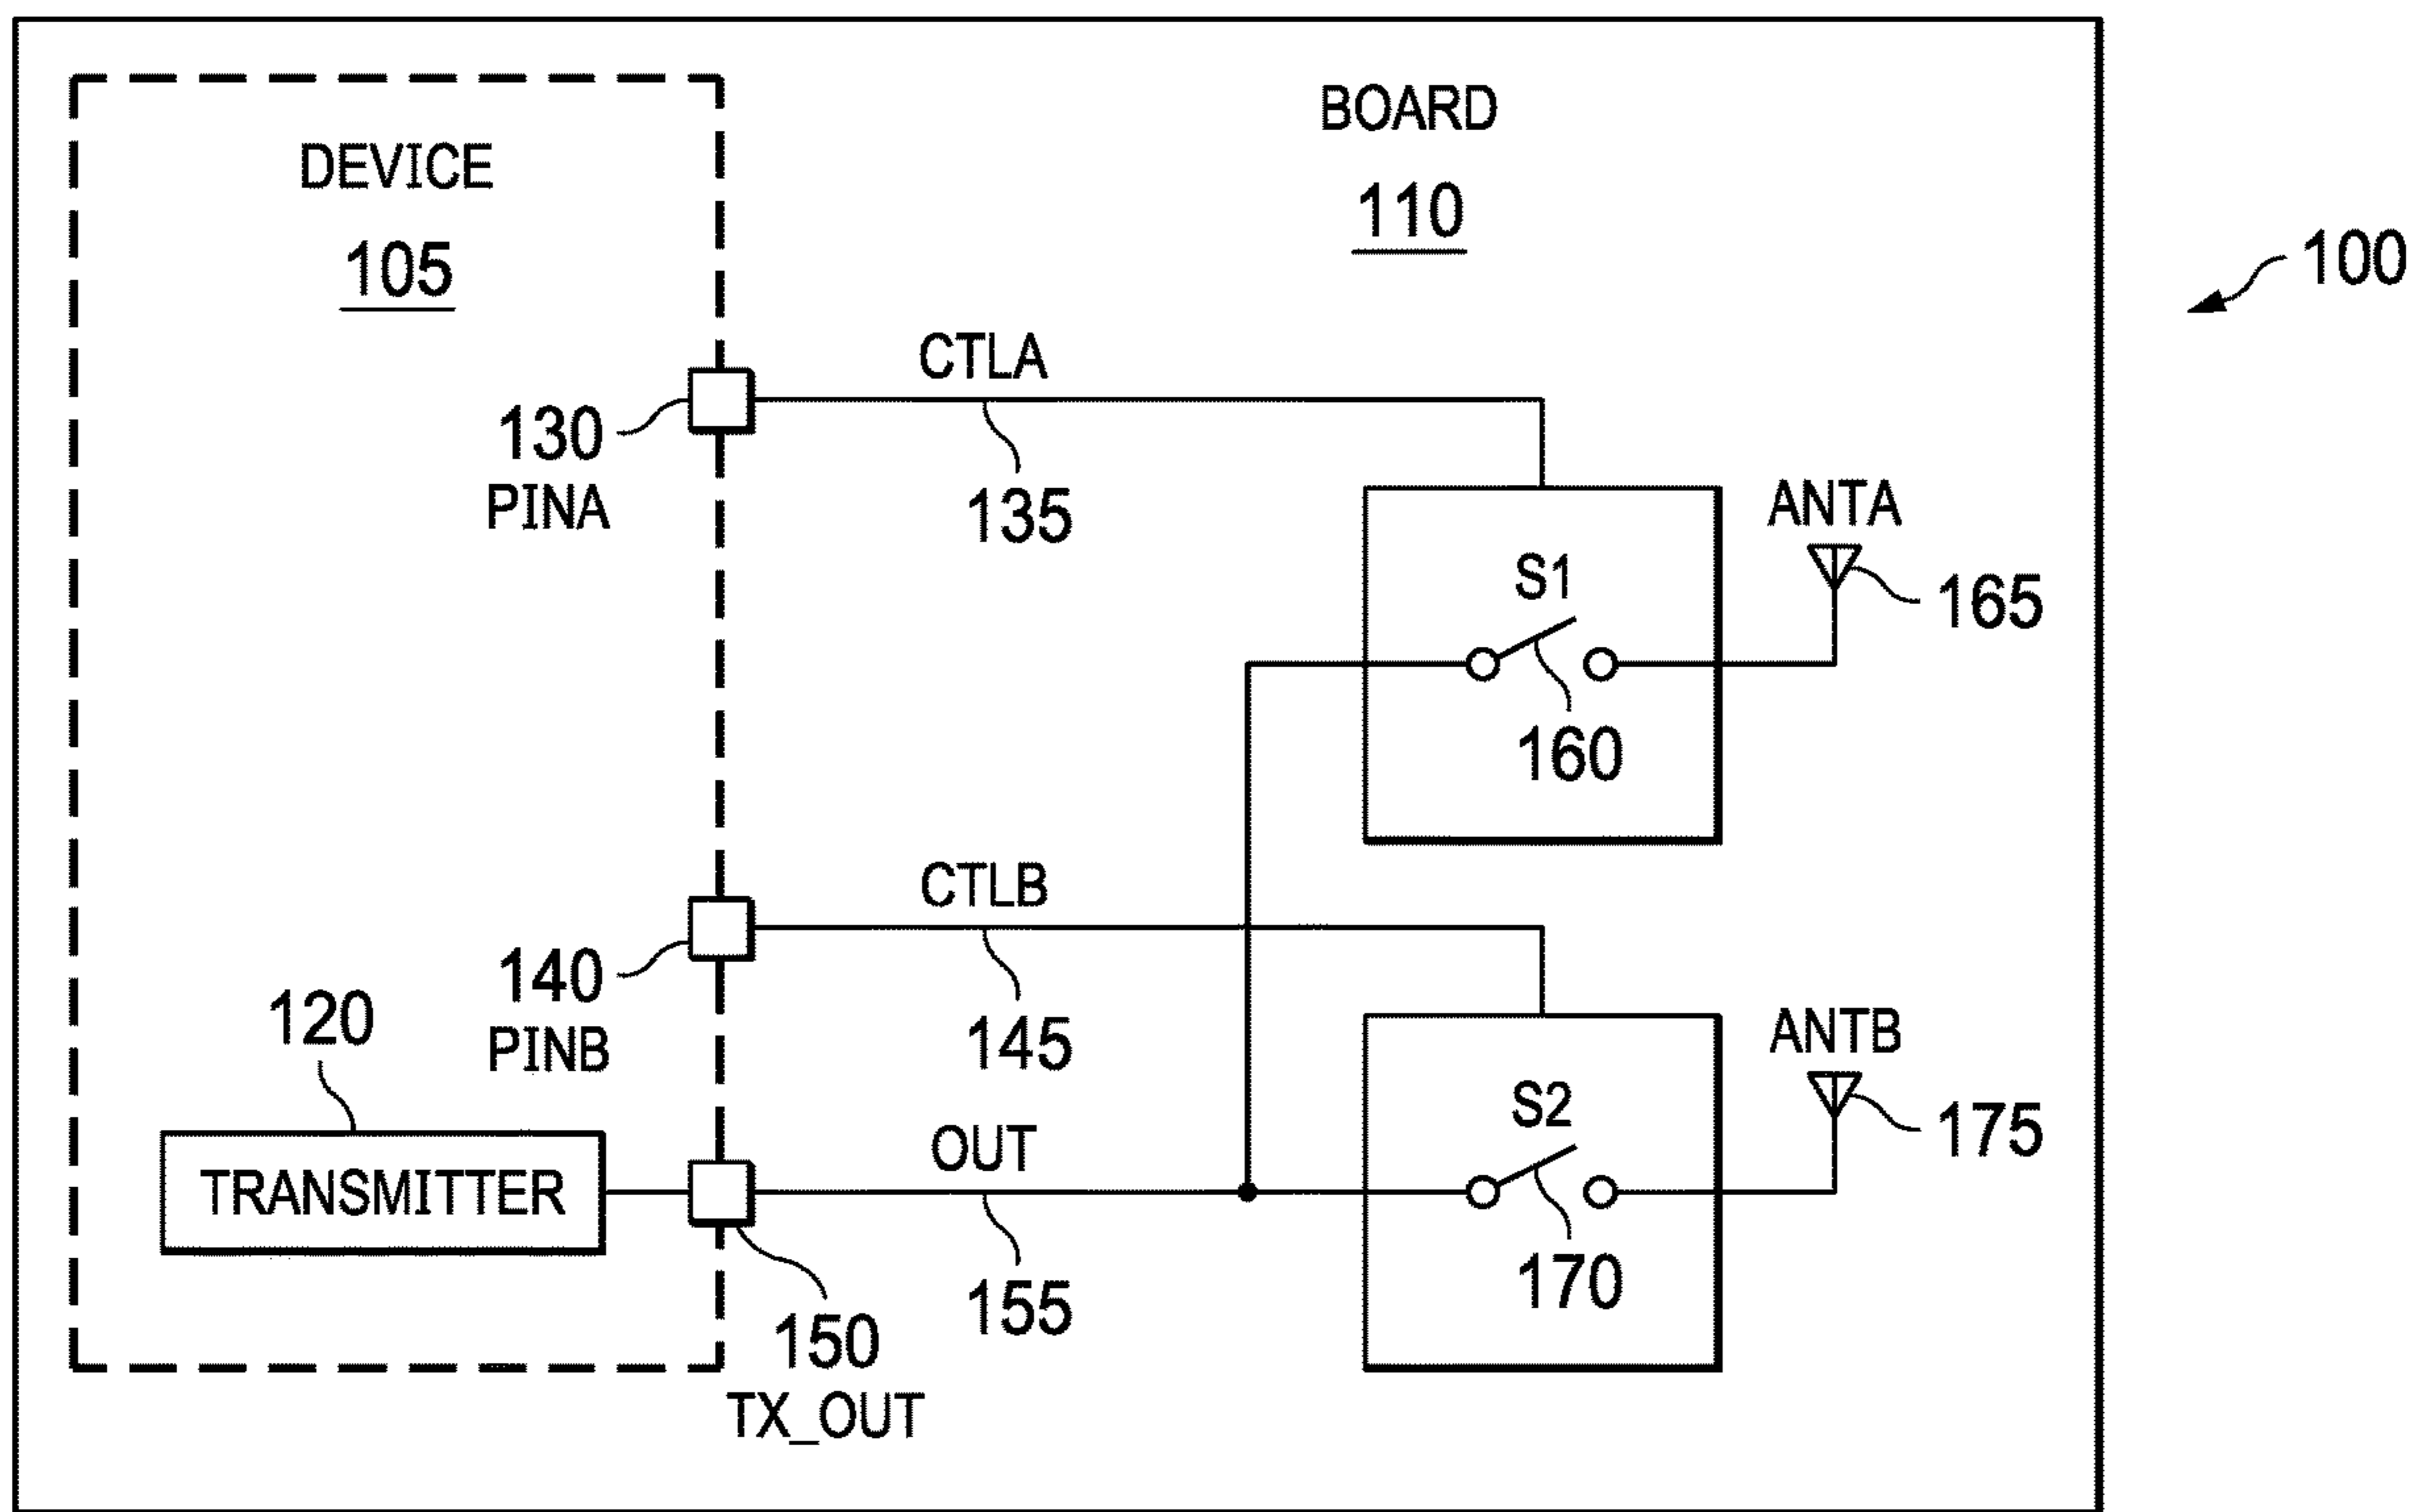 BOARD
110
DEVICE
105
100
CTLA
130
PINA
135
ANTA
S1
165
160
CTLB
140
PINB
145
120
ANTB
S2
175
OUT
TRANSMITTER
170
155
150
TX_OUT